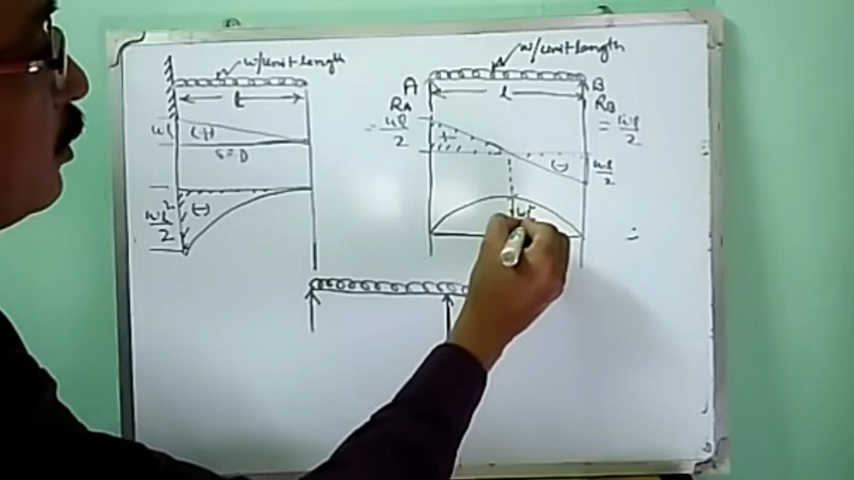 w/unit length
l
wl
(+)
S.F.D
wl²/2
(-)
w/unit length
A
B
l
RA
= wl/2
RB
= wl/2
+
(-)
wl/2
=